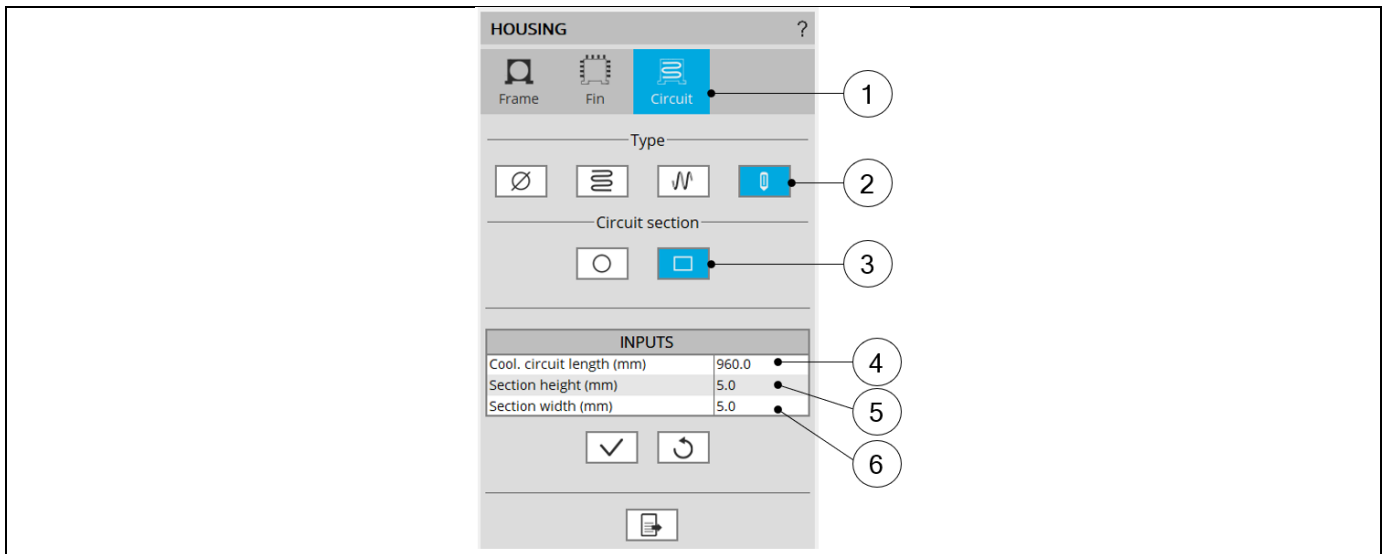 HOUSING ?
Frame Fin Circuit
1
Type
2
Circuit section
3
INPUTS
Cool. circuit length (mm) 960.0
4
Section height (mm) 5.0
5
Section width (mm) 5.0
6